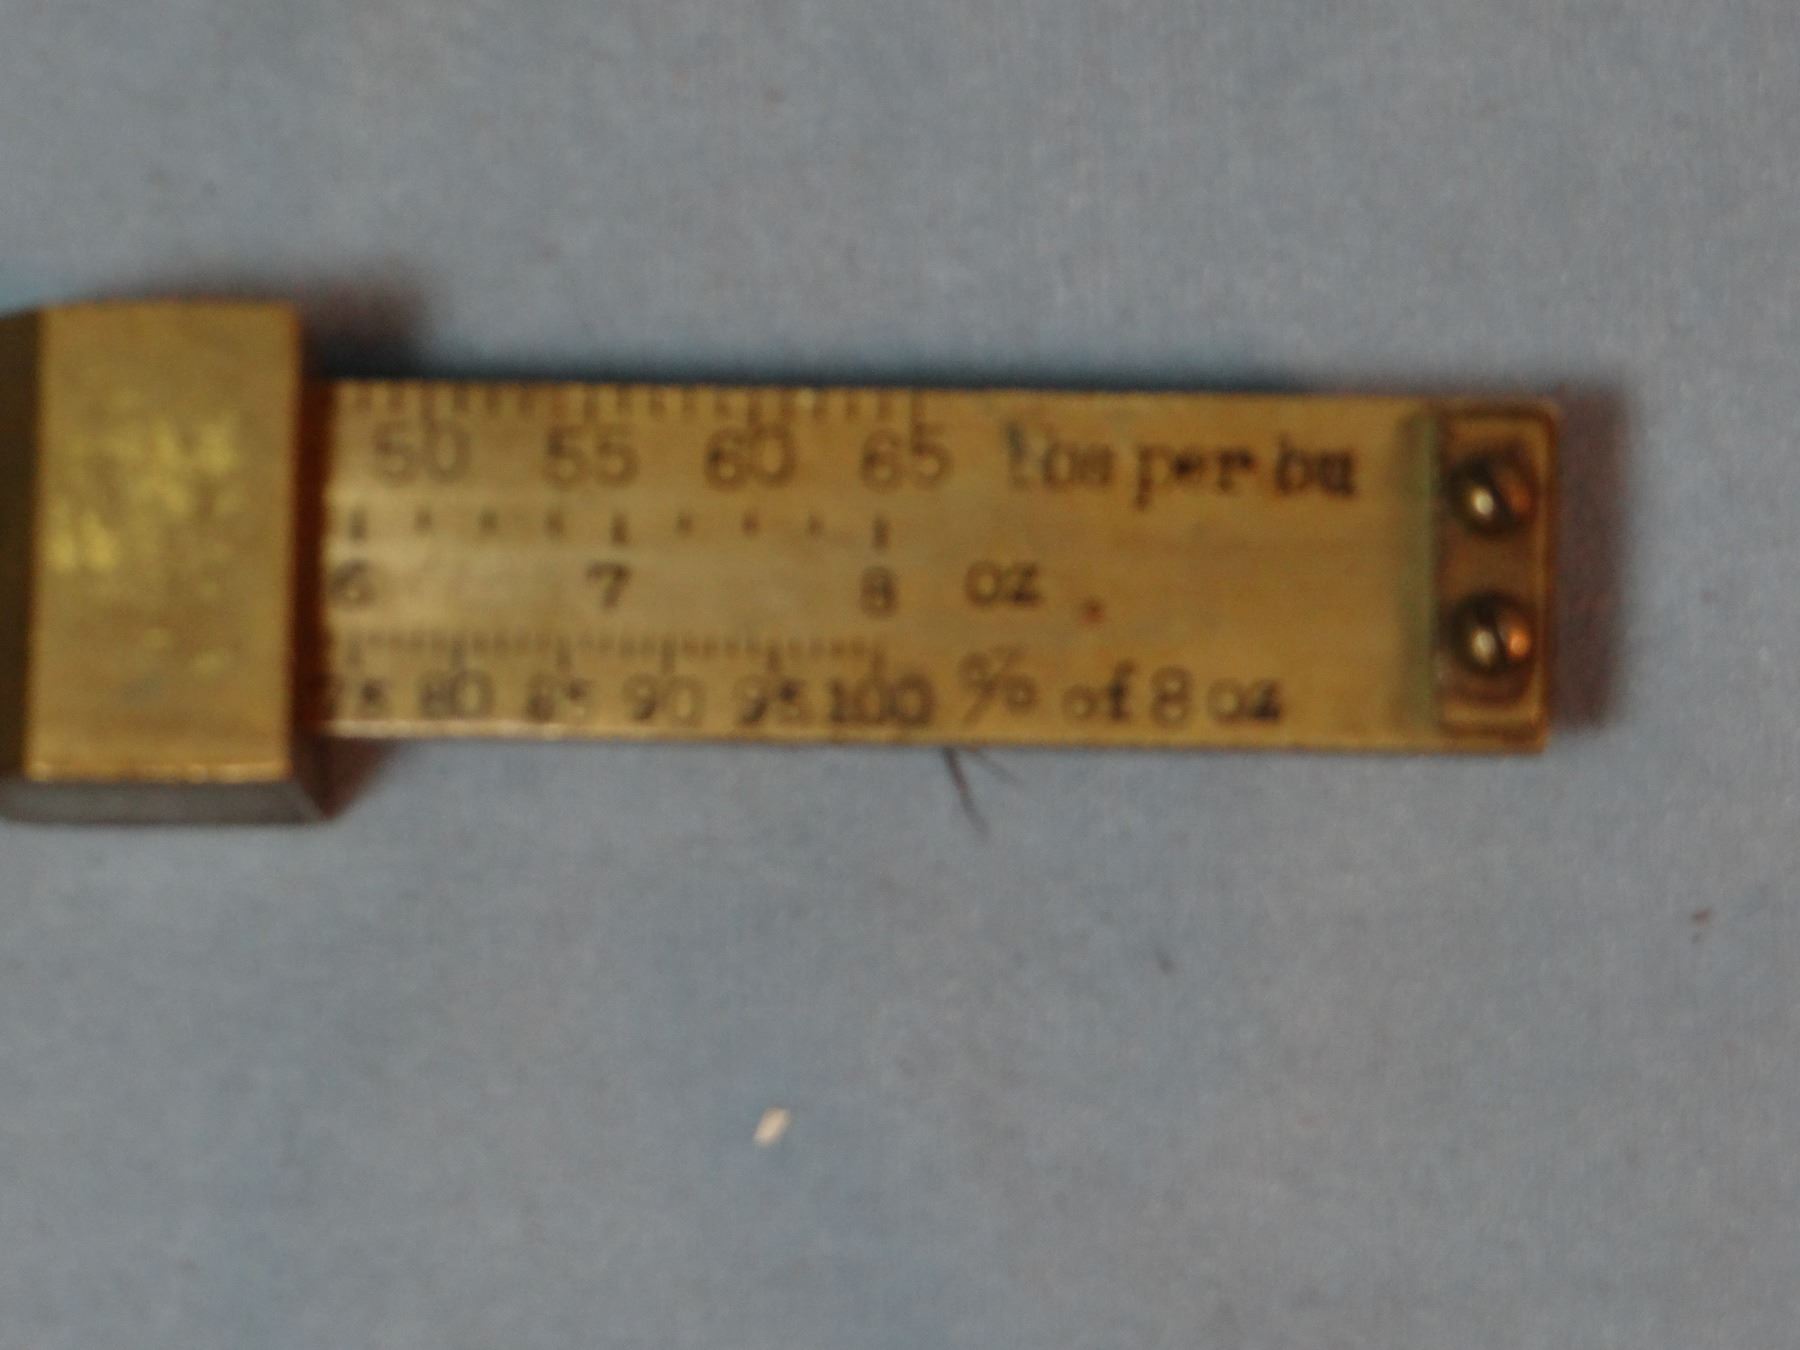 50 55 60 65 lbs per bu
6 7 8 oz
75 80 85 90 95 100 % of 8 oz